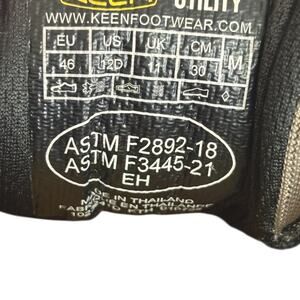 KEEN UTILITY
WWW.KEENFOOTWEAR.COM
EU US UK CM
46 12D 11 30 M
ASTM F2892-18
ASTM F3445-21
EH
MADE IN THAILAND